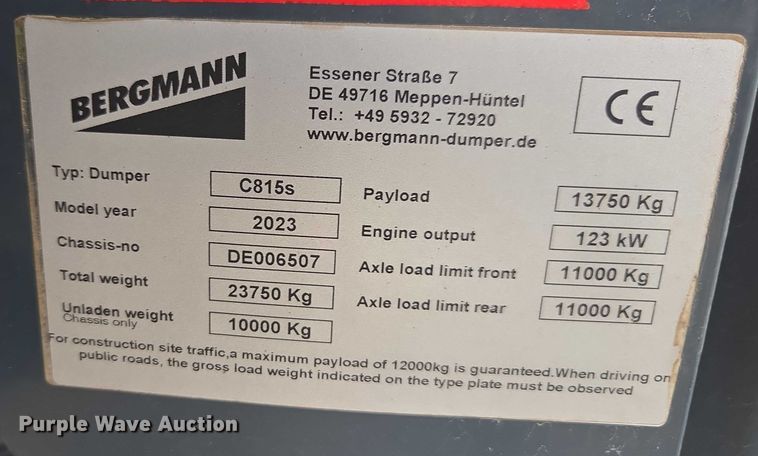 BERGMANN
Essener Straße 7
DE 49716 Meppen-Hüntel
Tel.: +49 5932 - 72920
www.bergmann-dumper.de
CE
Typ: Dumper C815s
Model year 2023
Chassis-no DE006507
Total weight 23750 Kg
Unladen weight 10000 Kg
Chassis only
Payload 13750 Kg
Engine output 123 kW
Axle load limit front 11000 Kg
Axle load limit rear 11000 Kg
For construction site traffic,a maximum payload of 12000kg is guaranteed.When driving on
public roads, the gross load weight indicated on the type plate must be observed
Purple Wave Auction